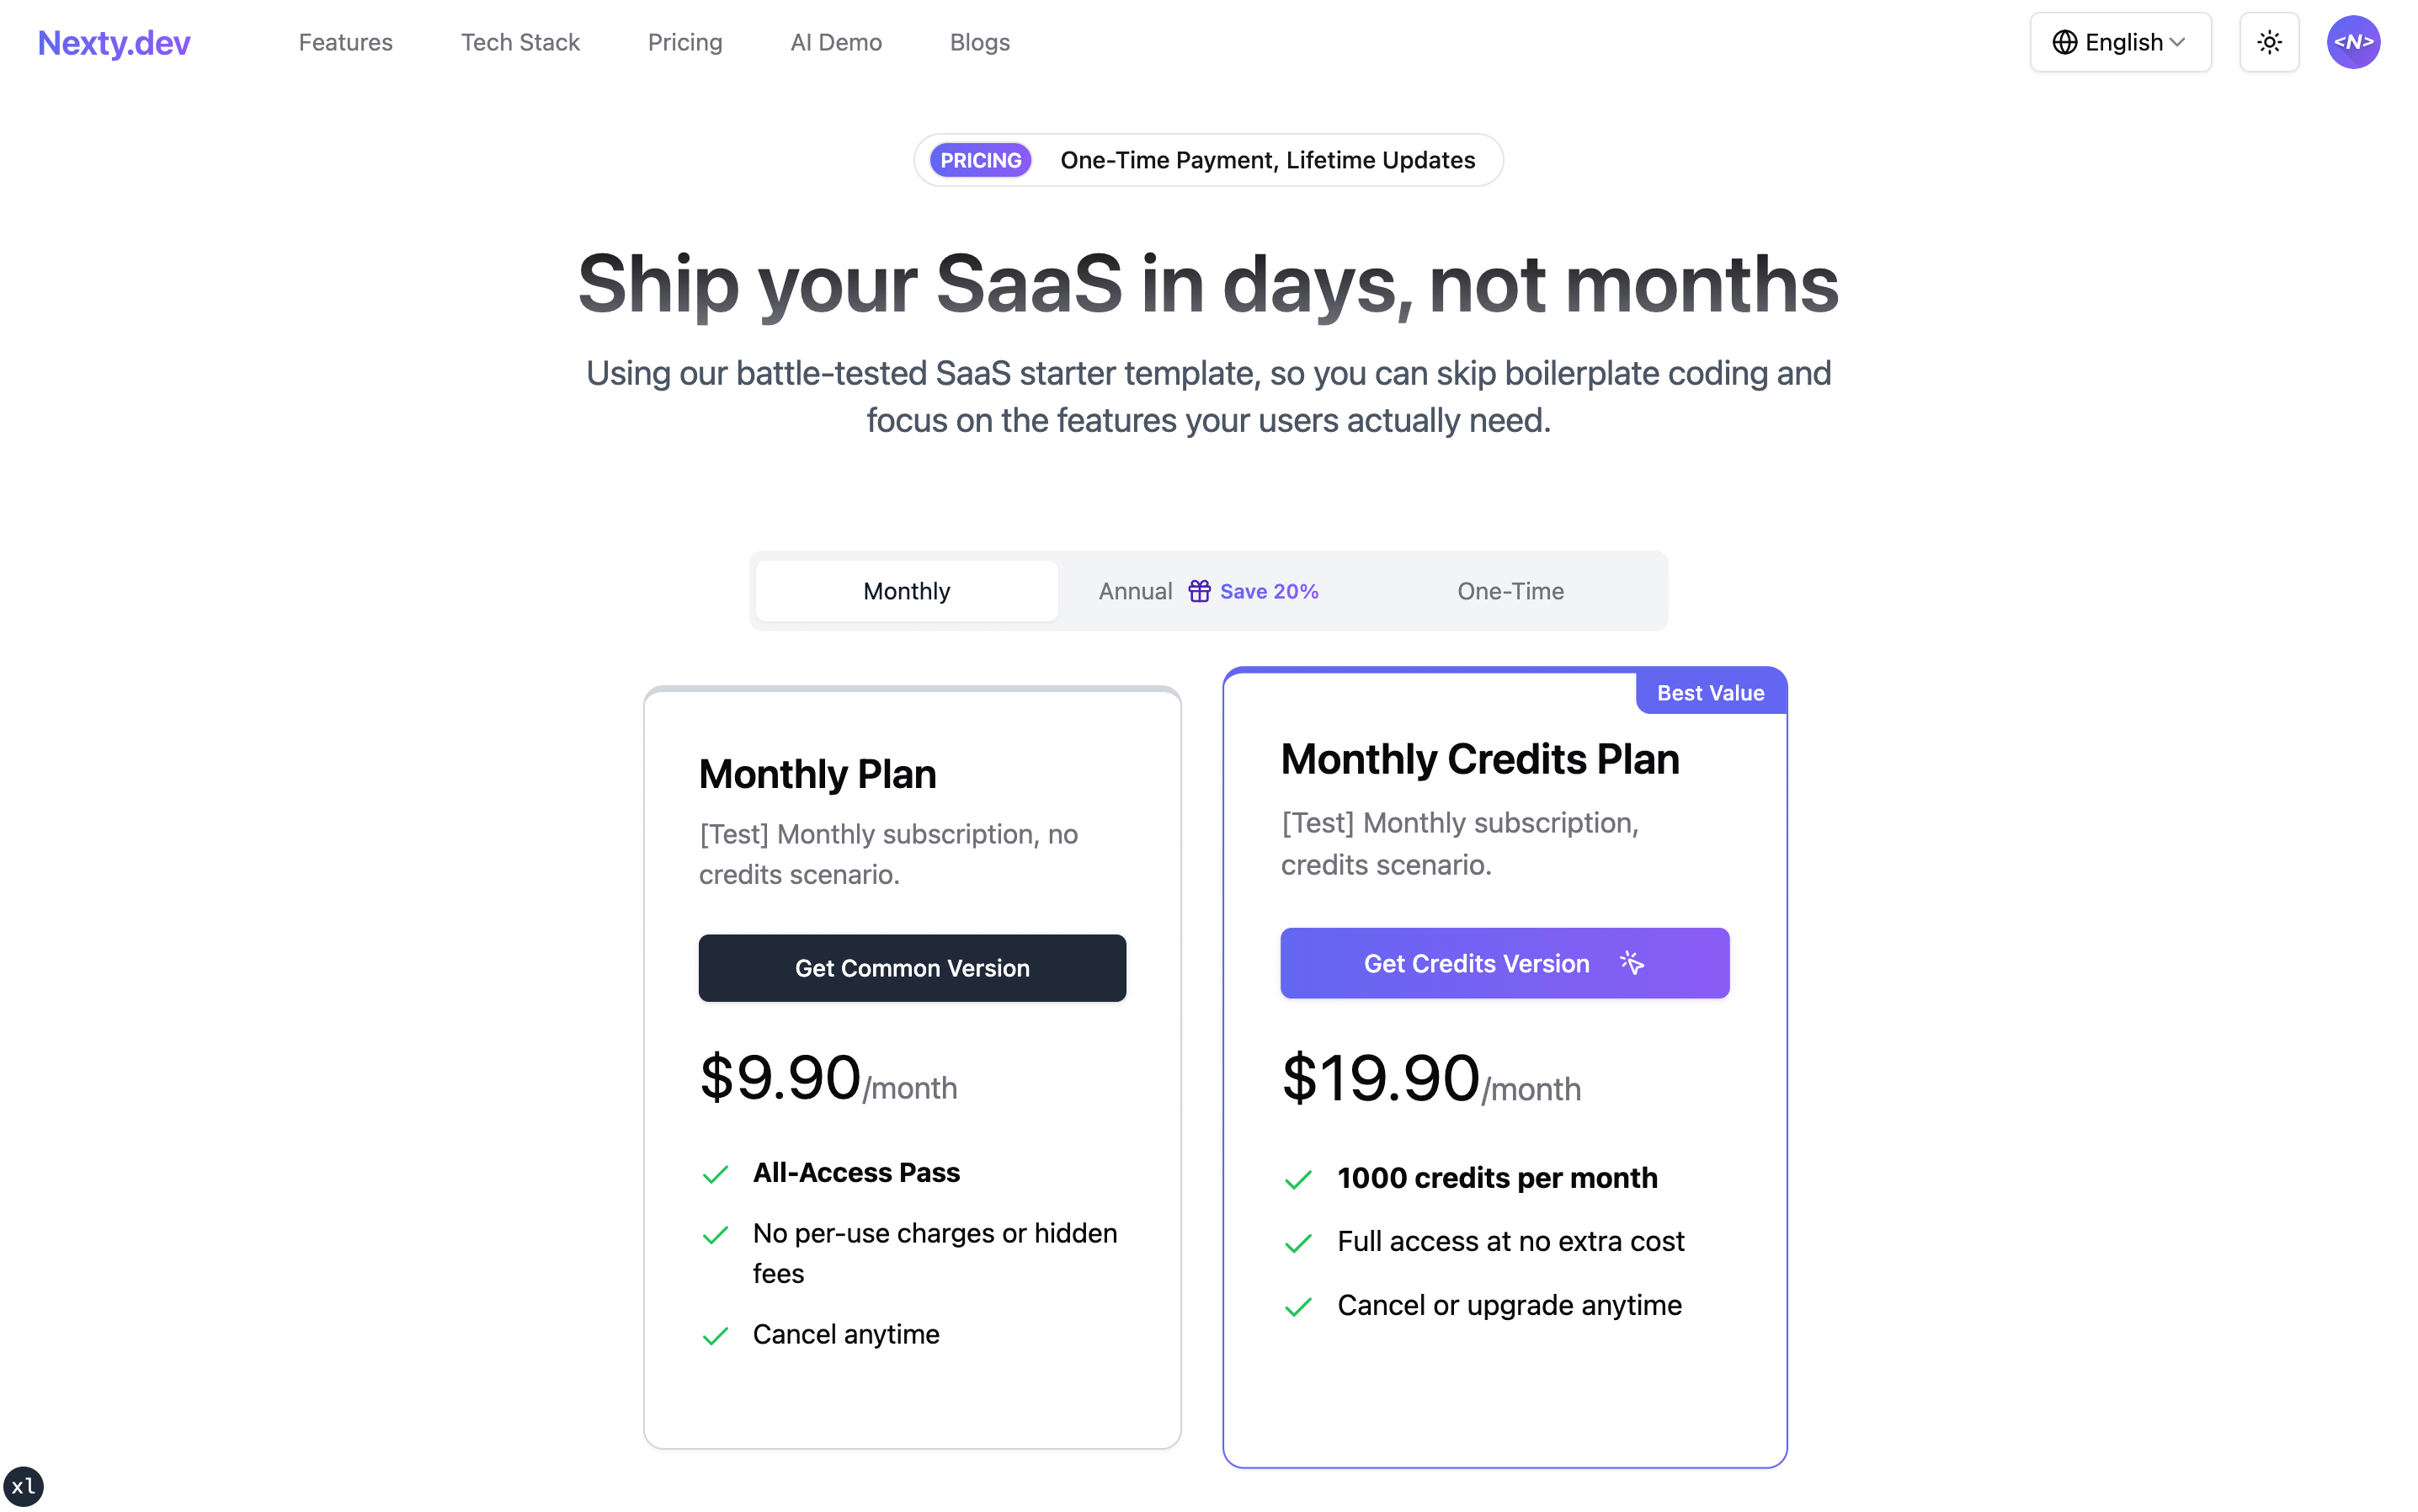 Nexty.dev
Features
Tech Stack
Pricing
AI Demo
Blogs
English
<N>
PRICING
One-Time Payment, Lifetime Updates
Ship your SaaS in days, not months
Using our battle-tested SaaS starter template, so you can skip boilerplate coding and
focus on the features your users actually need.
Monthly
Annual
Save 20%
One-Time
Monthly Plan
[Test] Monthly subscription, no
credits scenario.
Get Common Version
$9.90/month
All-Access Pass
No per-use charges or hidden
fees
Cancel anytime
Best Value
Monthly Credits Plan
[Test] Monthly subscription,
credits scenario.
Get Credits Version
$19.90/month
1000 credits per month
Full access at no extra cost
Cancel or upgrade anytime
xl